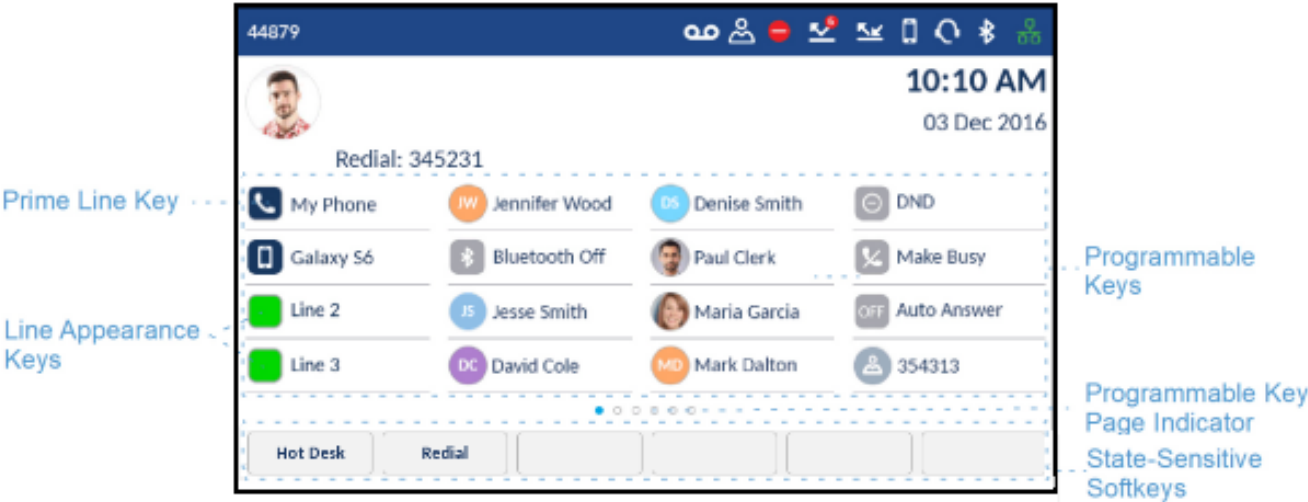 44879
6
10:10 AM
03 Dec 2016
Redial: 345231
Prime Line Key
My Phone
JW Jennifer Wood
DS Denise Smith
DND
Galaxy S6
Bluetooth Off
Paul Clerk
Make Busy
Programmable
Keys
Line Appearance
Keys
Line 2
JS Jesse Smith
Maria Garcia
OFF Auto Answer
Line 3
DC David Cole
MD Mark Dalton
354313
Programmable Key
Page Indicator
Hot Desk
Redial
State-Sensitive
Softkeys